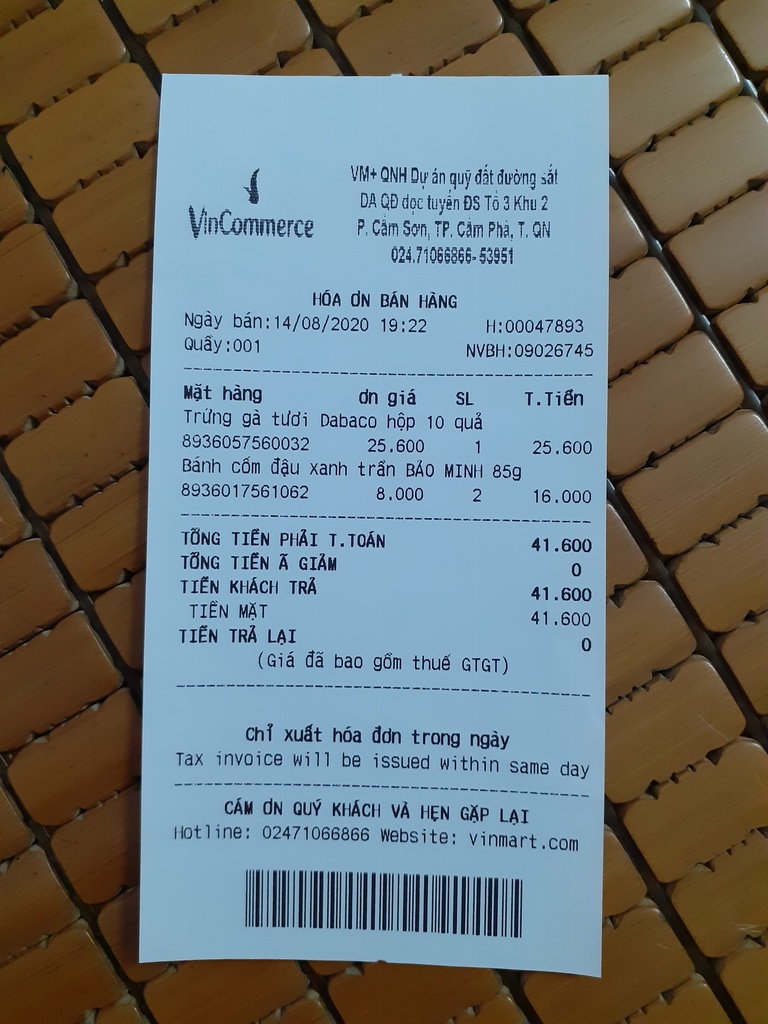 VinCommerce
VM+ QNH Dự án quỹ đất đường sắt
DA QĐ dọc tuyến ĐS Tổ 3 Khu 2
P. Cẩm Sơn, TP. Cẩm Phả, T. QN
024.71066866-53951
HÓA ƠN BÁN HÀNG
Ngày bán:14/08/2020 19:22 H:00047893
Quầy:001 NVBH:09026745
Mặt hàng ơn giá SL T.Tiền
Trứng gà tươi Dabaco hộp 10 quả
8936057560032 25.600 1 25.600
Bánh cốm đậu xanh trần BẢO MINH 85g
8936017561062 8.000 2 16.000
TỔNG TIỀN PHẢI T.TOÁN 41.600
TỔNG TIỀN Ã GIẢM 0
TIỀN KHÁCH TRẢ 41.600
TIỀN MẶT 41.600
TIỀN TRẢ LẠI 0
(Giá đã bao gồm thuế GTGT)
Chỉ xuất hóa đơn trong ngày
Tax invoice will be issued within same day
CÁM ƠN QUÝ KHÁCH VÀ HẸN GẶP LẠI
Hotline: 02471066866 Website: vinmart.com